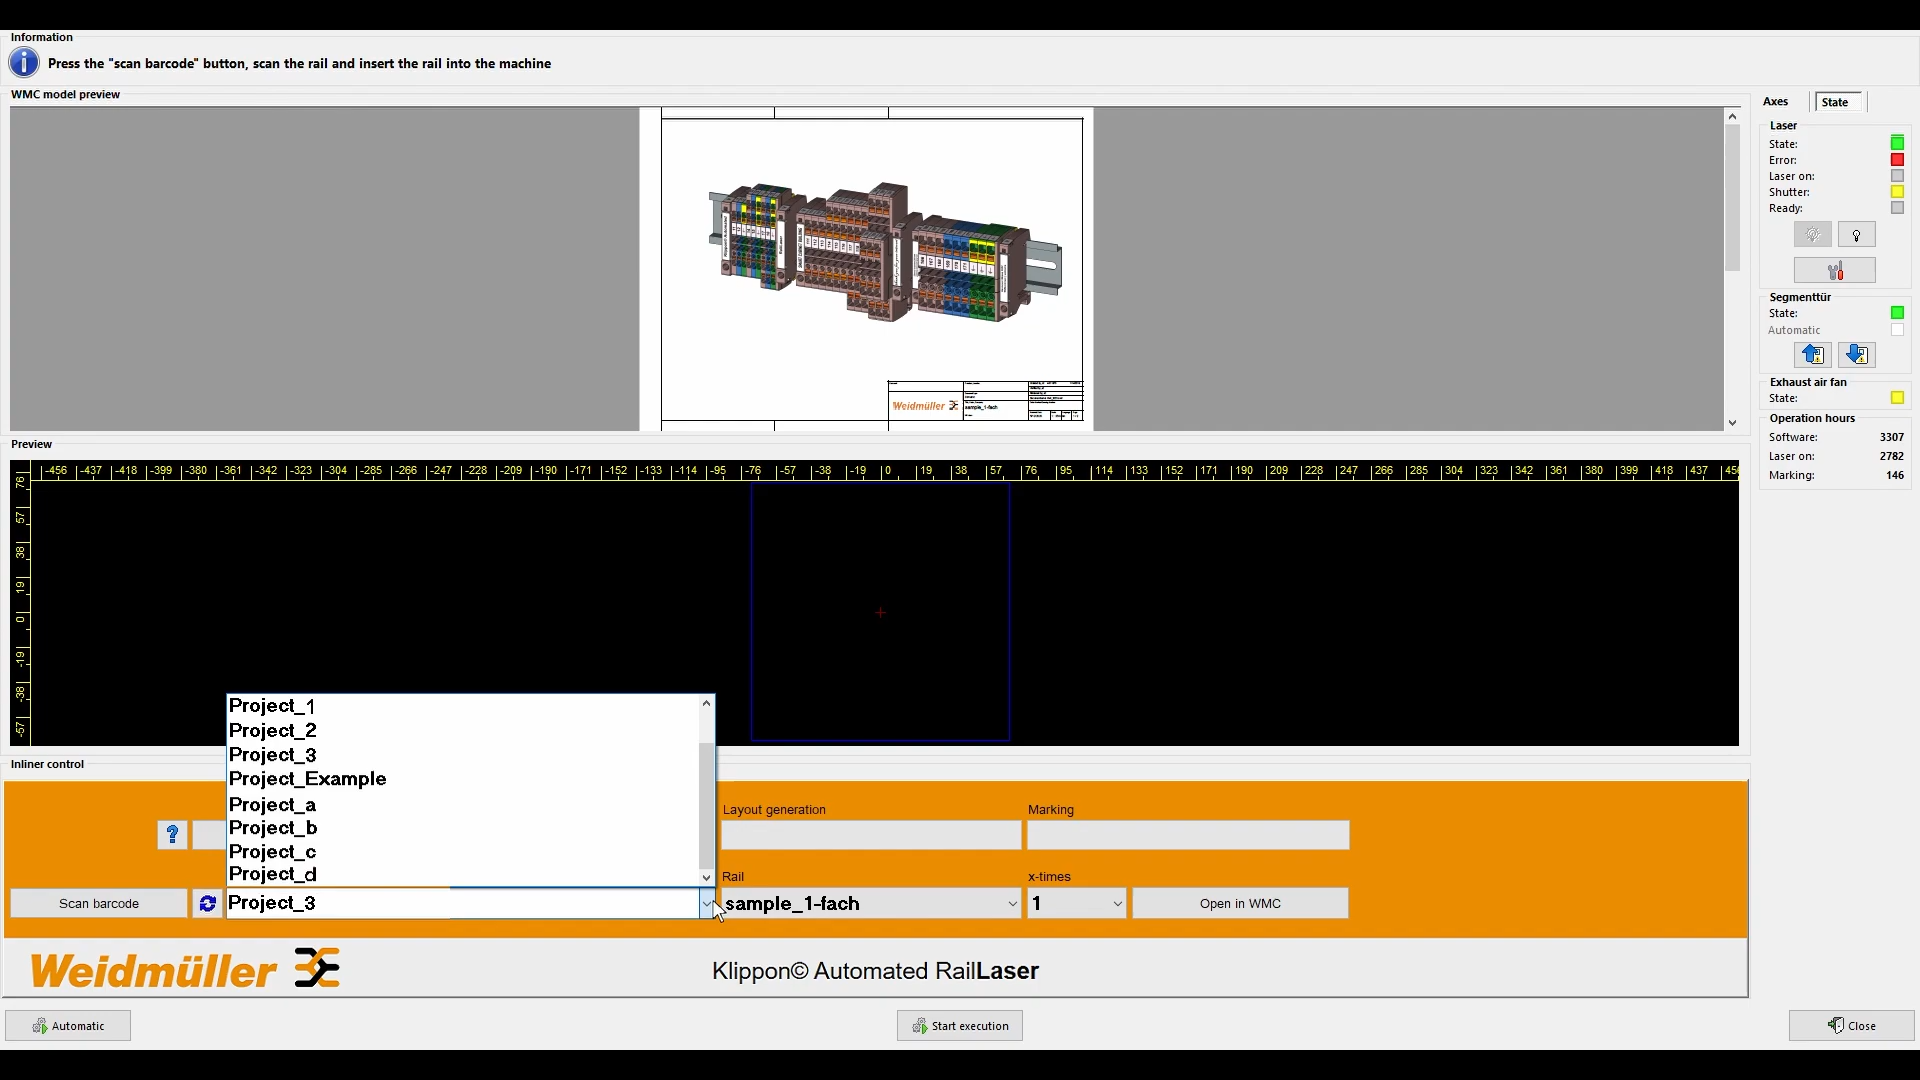 Information
Press the "scan barcode" button, scan the rail and insert the rail into the machine
WMC model preview
Weidmüller
sample_1-fach
Axes
State
Laser
State:
Error:
Laser on:
Shutter:
Ready:
Segmenttür
State:
Automatic
Exhaust air fan
State:
Operation hours
Software: 3307
Laser on: 2782
Marking: 146
Preview
-456 -437 -418 -399 -380 -361 -342 -323 -304 -285 -266 -247 -228 -209 -190 -171 -152 -133 -114 -95 -76 -57 -38 -19 0 19 38 57 76 95 114 133 152 171 190 209 228 247 266 285 304 323 342 361 380 399 418 437 456
76
57
38
19
0
-19
-38
-57
Inliner control
Project_1
Project_2
Project_3
Project_Example
Project_a
Project_b
Project_c
Project_d
Layout generation
Marking
Rail
x-times
Scan barcode
Project_3
sample_1-fach
1
Open in WMC
Weidmüller
Klippon© Automated RailLaser
Automatic
Start execution
Close